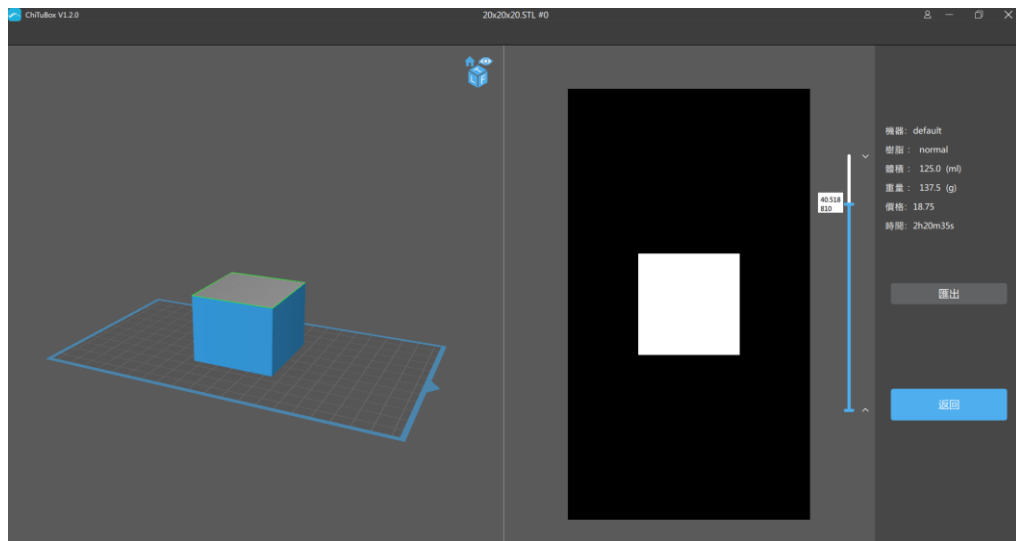 ChiTuBox V1.2.0
20x20x20.STL #0
L F
機器: default
樹脂 : normal
體積 : 125.0 (ml)
重量 : 137.5 (g)
價格: 18.75
時間: 2h20m35s
40.518
810
匯出
返回